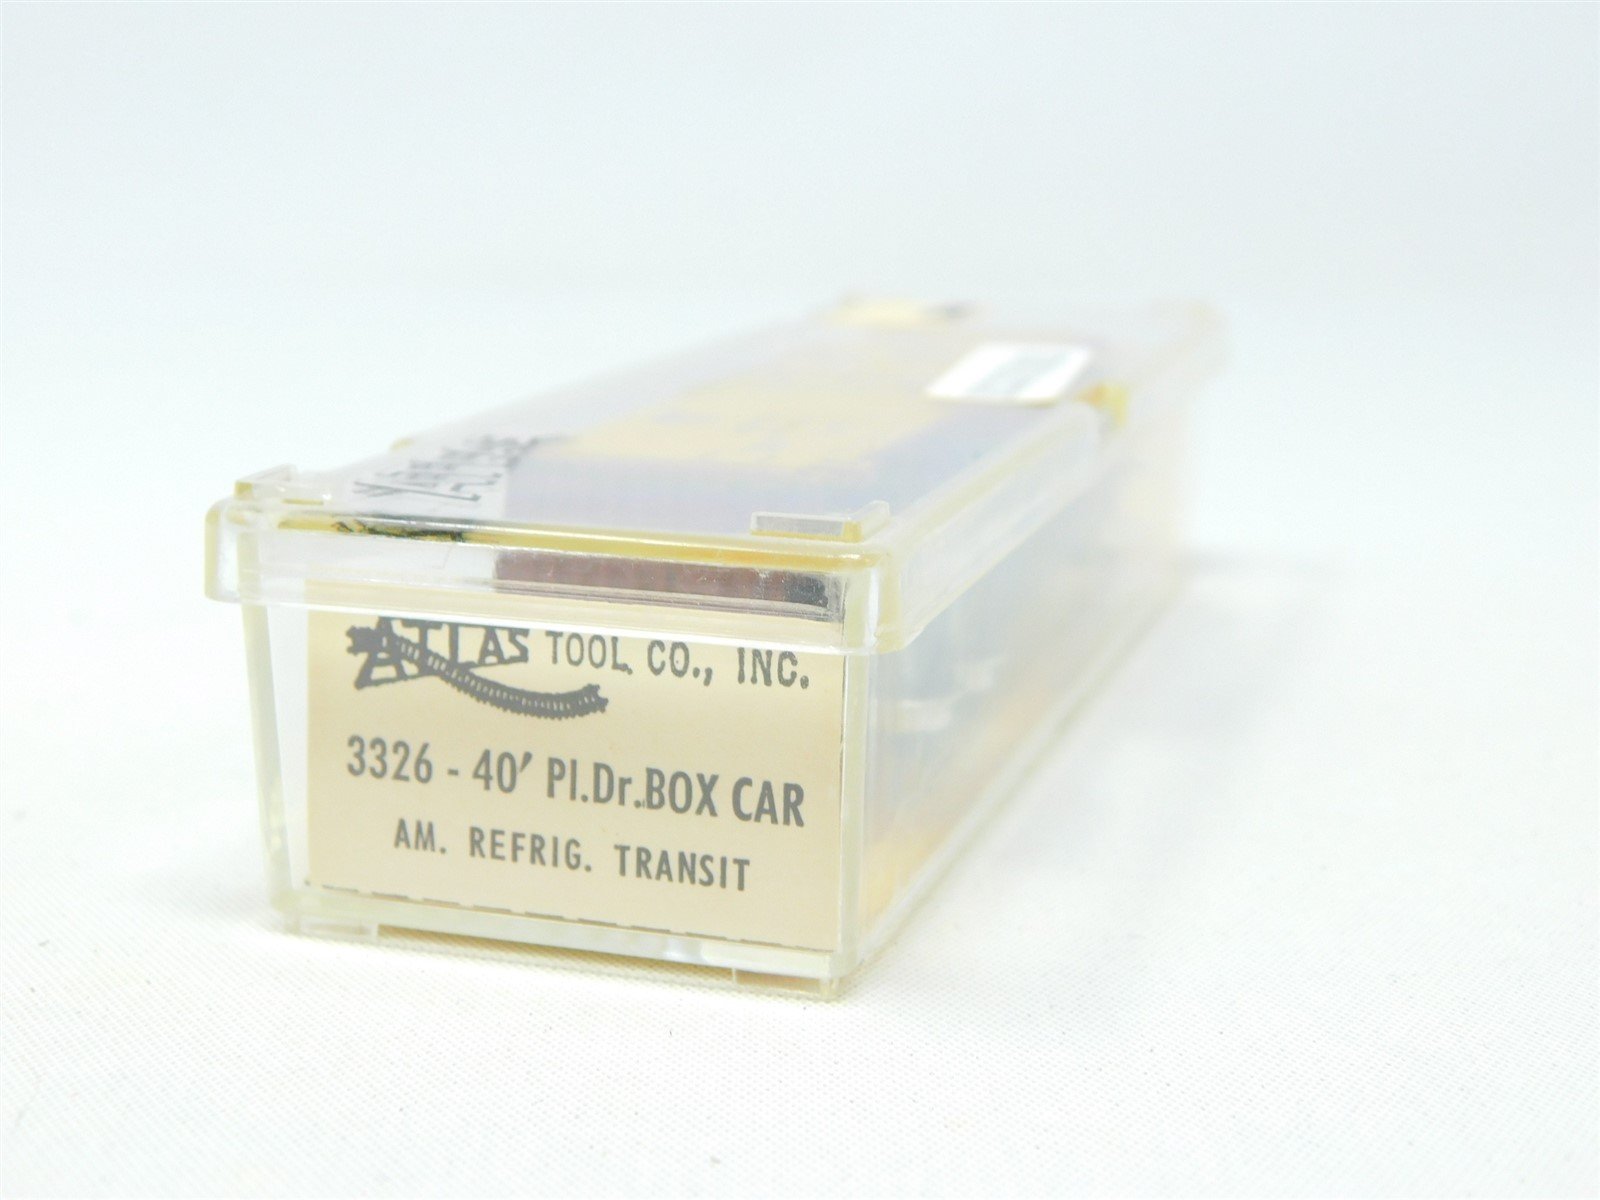 ATLAS TOOL CO., INC.
3326 - 40' Pl.Dr.BOX CAR
AM. REFRIG. TRANSIT